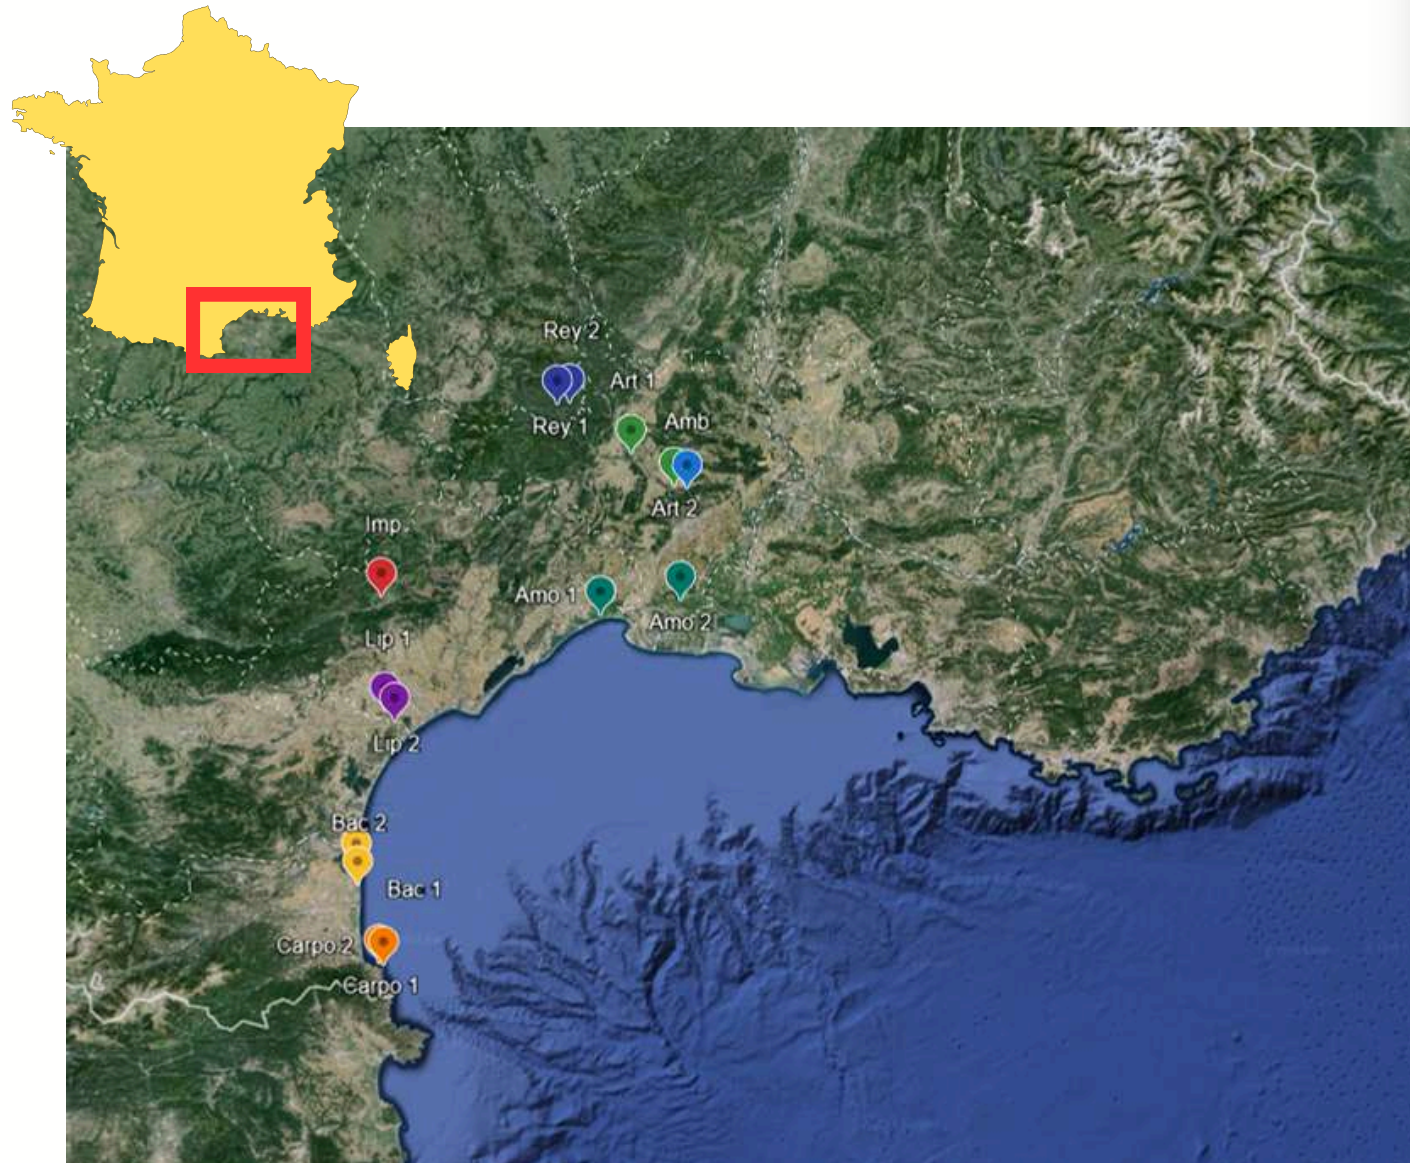 Rey 2
Art 1
Rey 1
Amb
Art 2
Imp
Amo 1
Amo 2
Lip 1
Lip 2
Bac 2
Bac 1
Carpo 2
Carpo 1